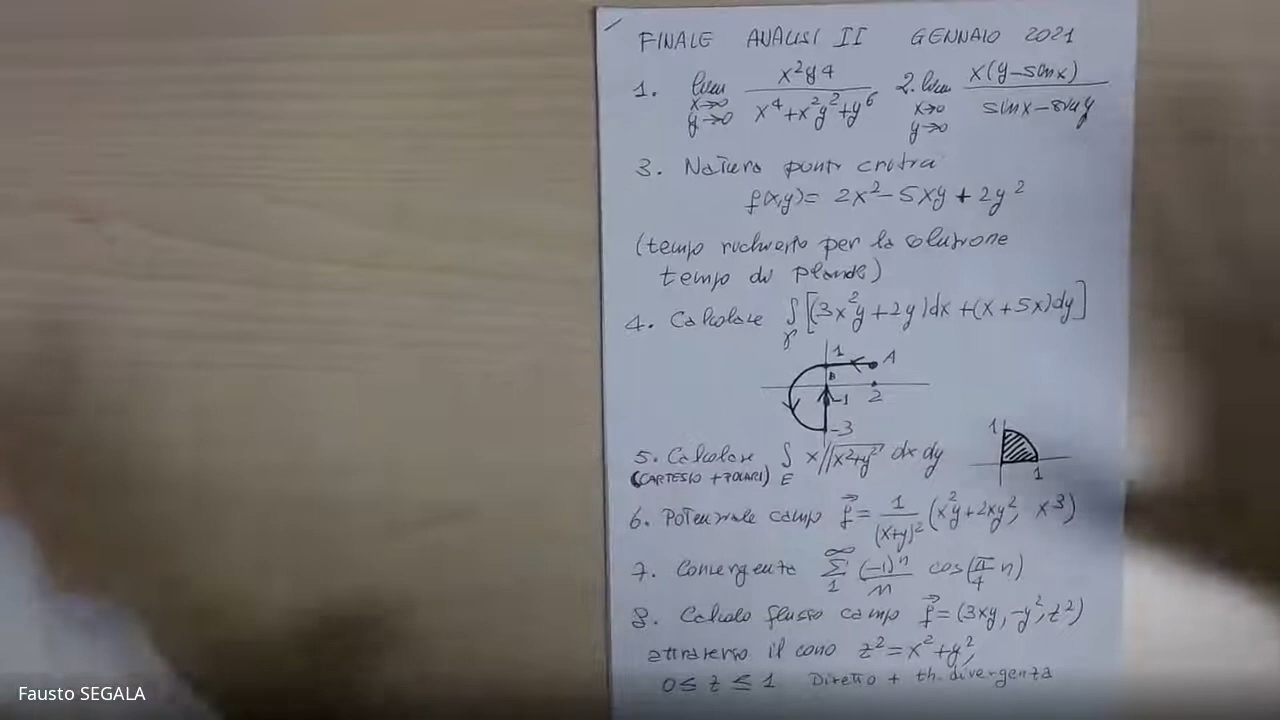 FINALE ANALISI II GENNAIO 2021
1. lim x→0 y→0 x²y⁴ / (x⁴+x²y²+y⁶) 2. lim x→0 y→0 x(y-sinx) / (sinx-siny)
3. Natura punti critici
f(x,y)= 2x²-5xy+2y²
(tempo richiesto per la soluzione
tempo di Planck)
4. Calcolare ∫γ [(3x²y+2y)dx+(x+5x)dy]
1 A
B
-1 2
-3
1
5. Calcolare ∫E x√(x²+y²) dx dy
(CARTESIO + POLARI)
1
6. Potenziale campo f⃗ = 1/(x+y)² (x²y+2xy², x³)
7. Convergenza ∑₁^∞ (-1)ⁿ/n cos(π/4 n)
8. Calcolo flusso campo f⃗=(3xy,-y²,z²)
attraverso il cono z²=x²+y²,
0≤z≤1 Diretto + th. divergenza
Fausto SEGALA